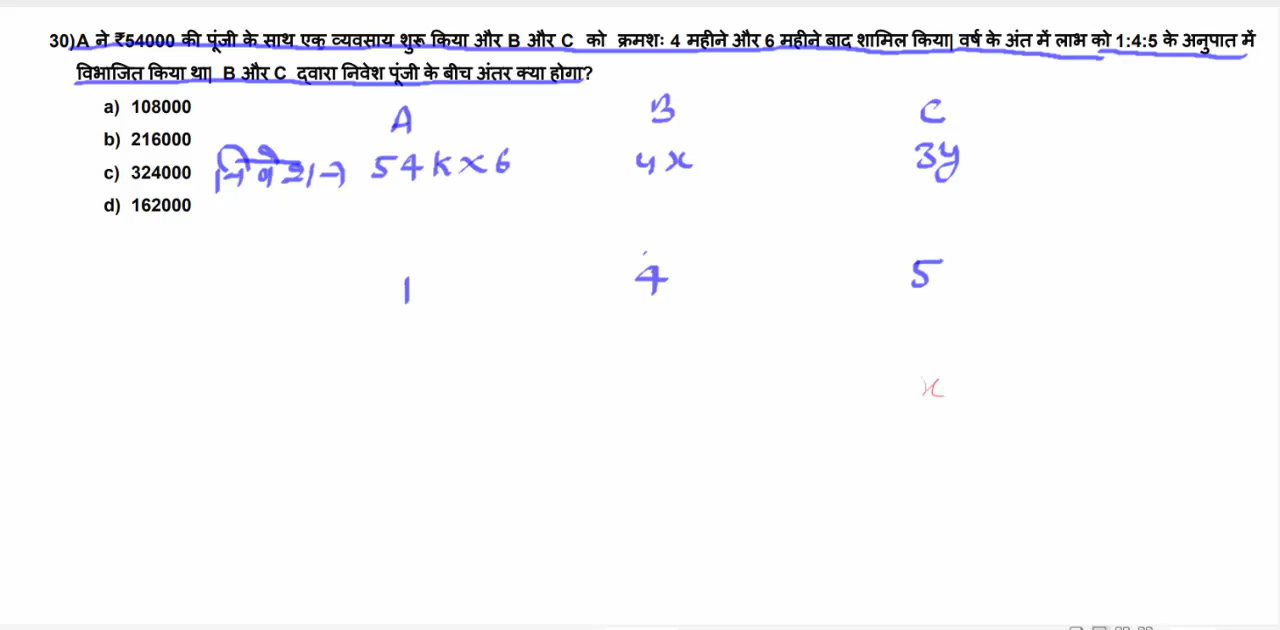 30)A ने ₹54000 की पूंजी के साथ एक व्यवसाय शुरू किया और B और C को क्रमशः 4 महीने और 6 महीने बाद शामिल किया| वर्ष के अंत में लाभ को 1:4:5 के अनुपात में
विभाजित किया था| B और C द्वारा निवेश पूंजी के बीच अंतर क्या होगा?
a) 108000
b) 216000
c) 324000
d) 162000
A B C
निवेश→ 54K×6 4x 3y
1 4 5
x